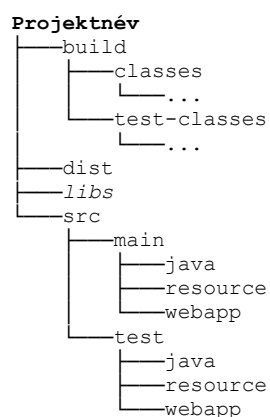 Projektnév
build
classes
...
test-classes
...
dist
libs
src
main
java
resource
webapp
test
java
resource
webapp